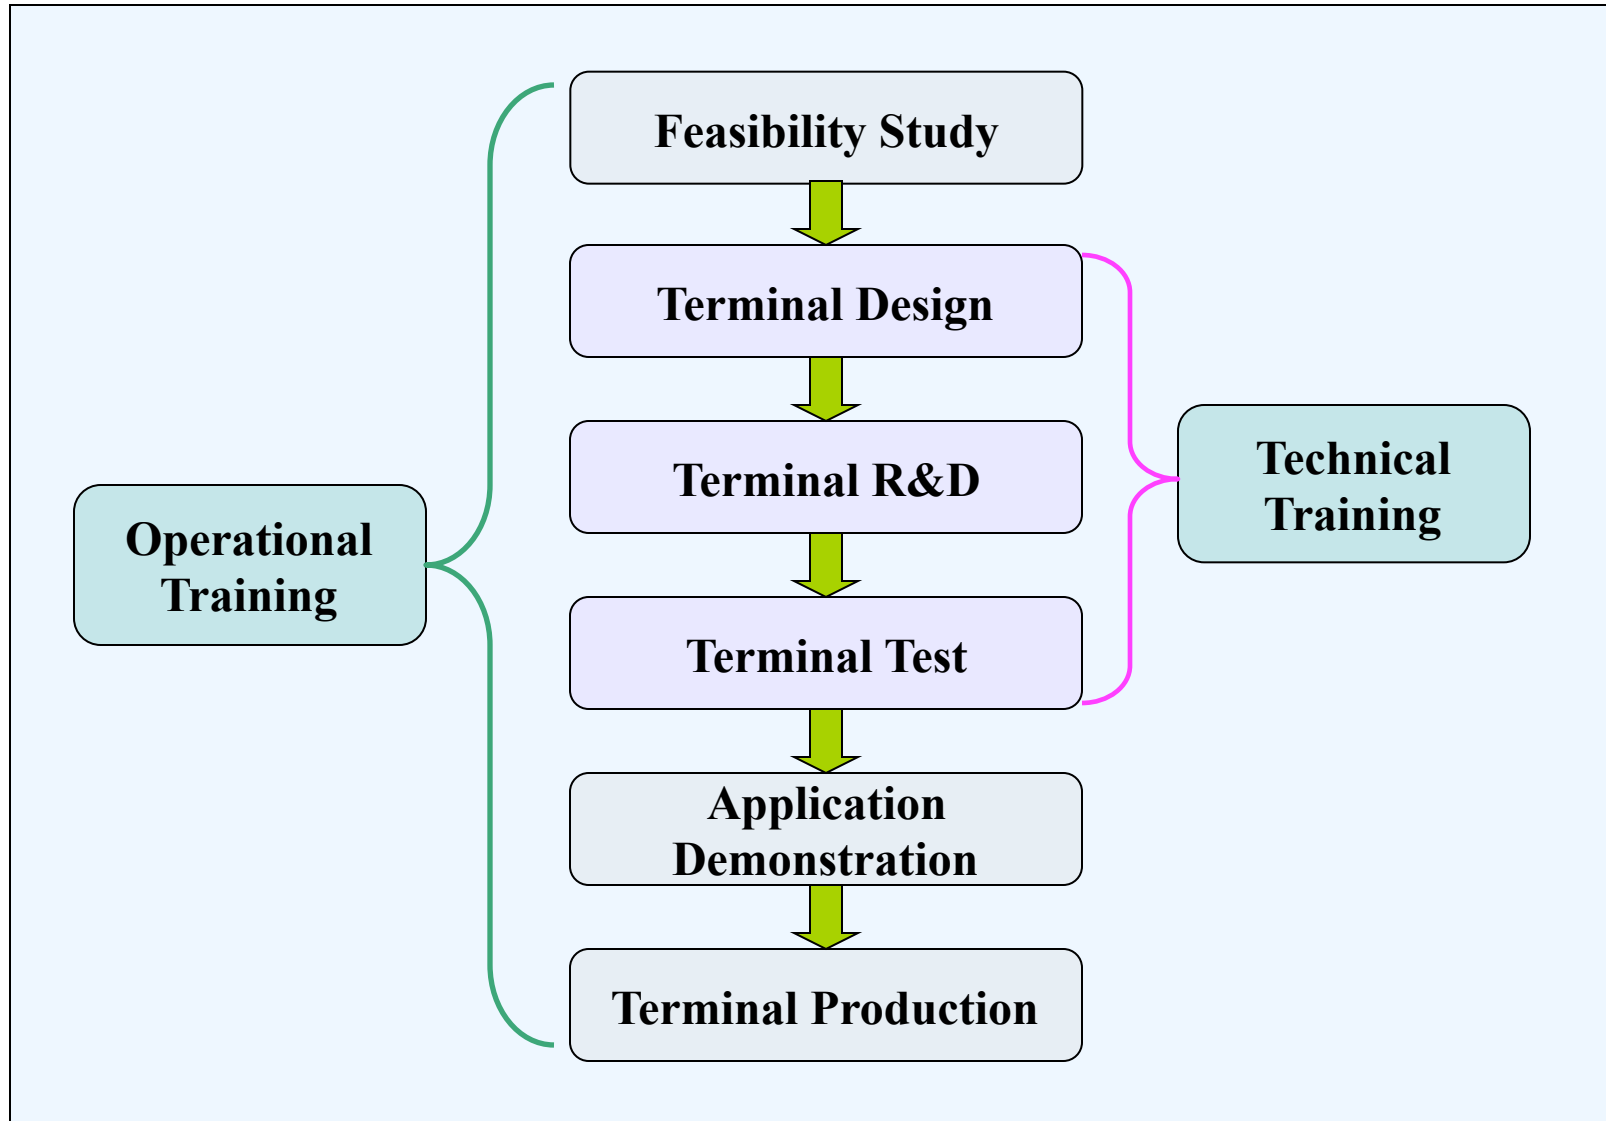 Feasibility Study
Terminal Design
Terminal R&D
Terminal Test
Application
Demonstration
Terminal Production
Operational
Training
Technical
Training